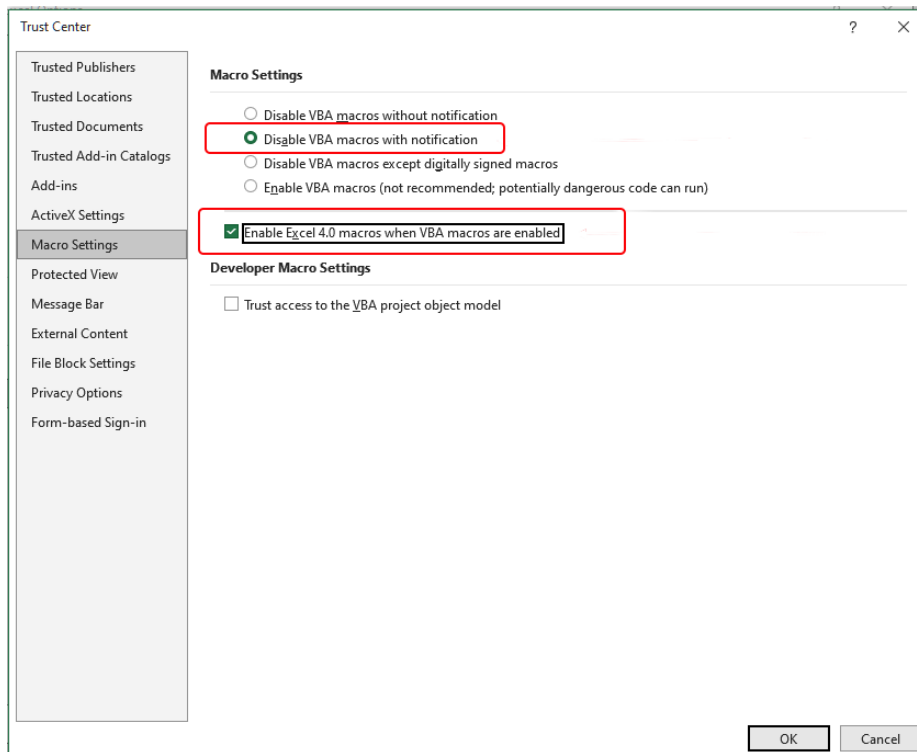 Trust Center
?
Trusted Publishers
Trusted Locations
Trusted Documents
Trusted Add-in Catalogs
Add-ins
ActiveX Settings
Macro Settings
Protected View
Message Bar
External Content
File Block Settings
Privacy Options
Form-based Sign-in
Macro Settings
Disable VBA macros without notification
Disable VBA macros with notification
Disable VBA macros except digitally signed macros
Enable VBA macros (not recommended; potentially dangerous code can run)
Enable Excel 4.0 macros when VBA macros are enabled
Developer Macro Settings
Trust access to the VBA project object model
OK
Cancel